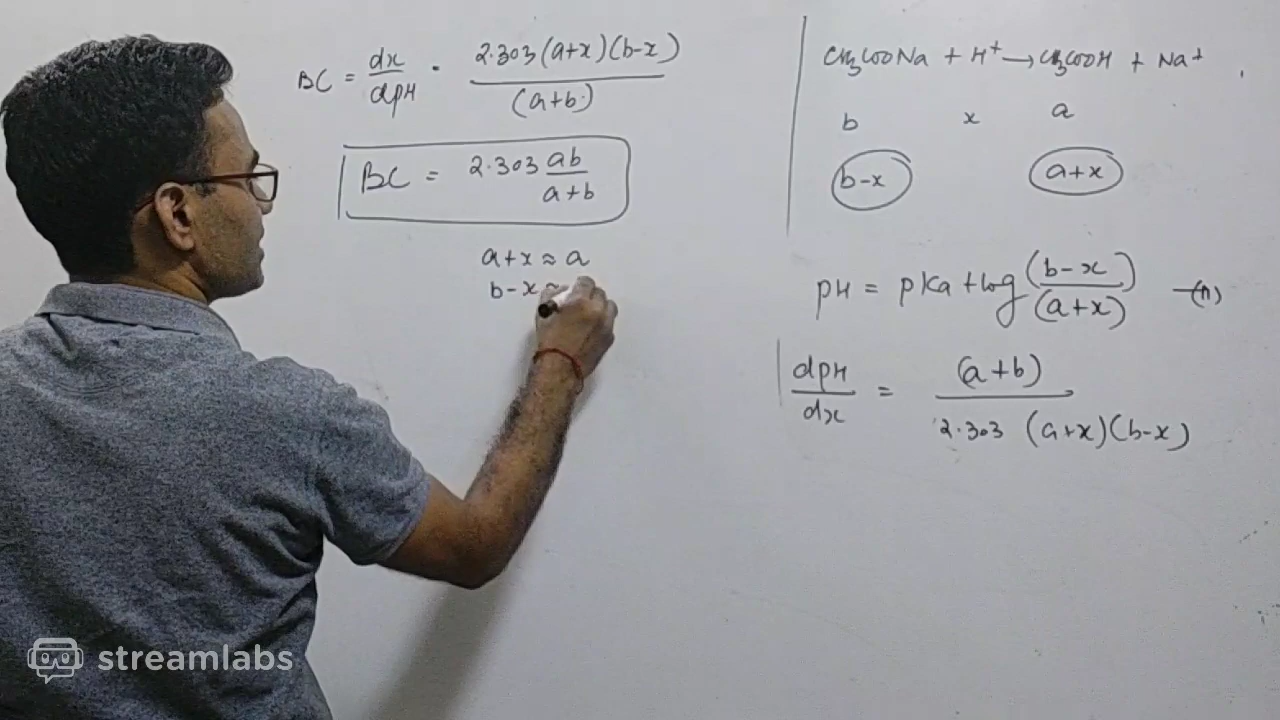 BC = dx/dpH = 2.303(a+x)(b-x)/(a+b)
BC = 2.303 ab/a+b
a+x ≈ a
b-x ≈
CH3COONa + H+ → CH3COOH + Na+
b x a
b-x a+x
pH = pKa + log (b-x)/(a+x)
dpH/dx = (a+b)/2.303 (a+x)(b-x)
streamlabs